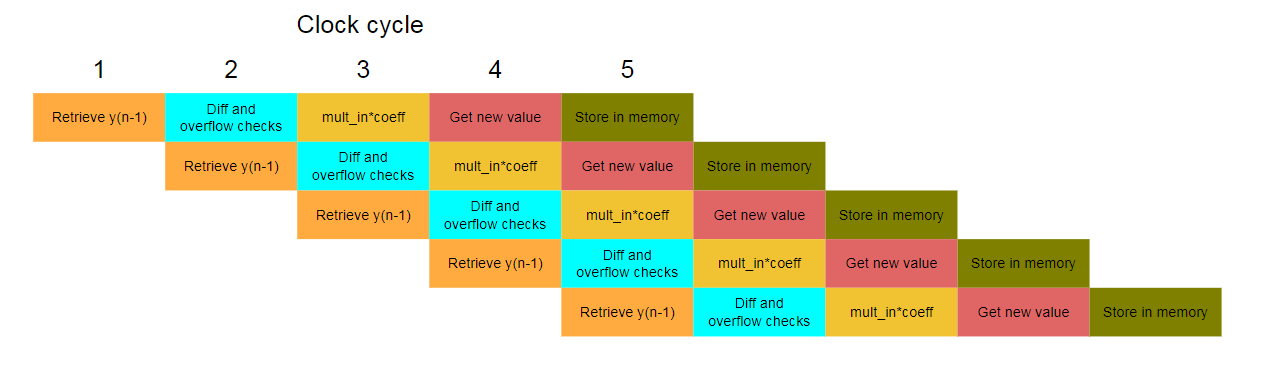 Clock cycle
1 2 3 4 5
Retrieve y(n-1) Diff and overflow checks mult_in*coeff Get new value Store in memory
Retrieve y(n-1) Diff and overflow checks mult_in*coeff Get new value Store in memory
Retrieve y(n-1) Diff and overflow checks mult_in*coeff Get new value Store in memory
Retrieve y(n-1) Diff and overflow checks mult_in*coeff Get new value Store in memory
Retrieve y(n-1) Diff and overflow checks mult_in*coeff Get new value Store in memory